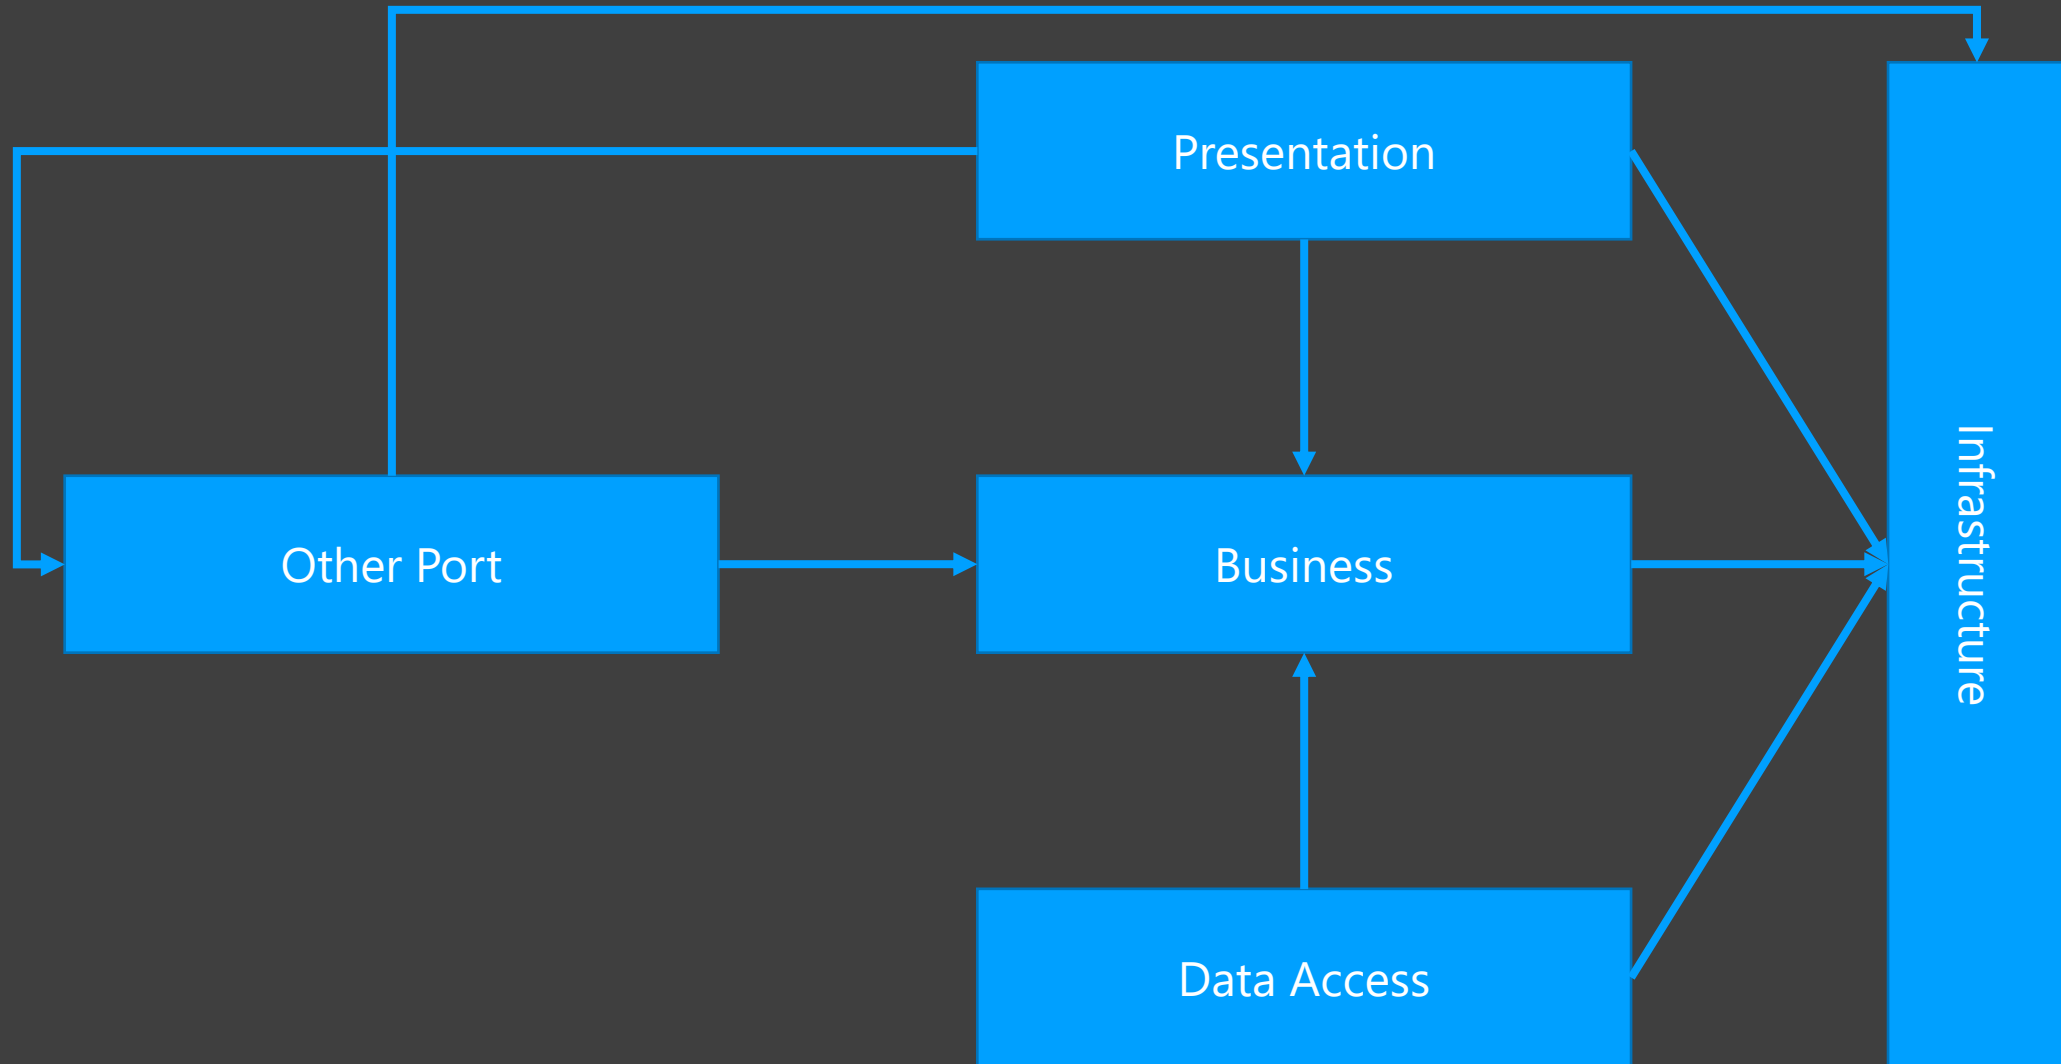 Presentation
Other Port
Business
Infrastructure
Data Access